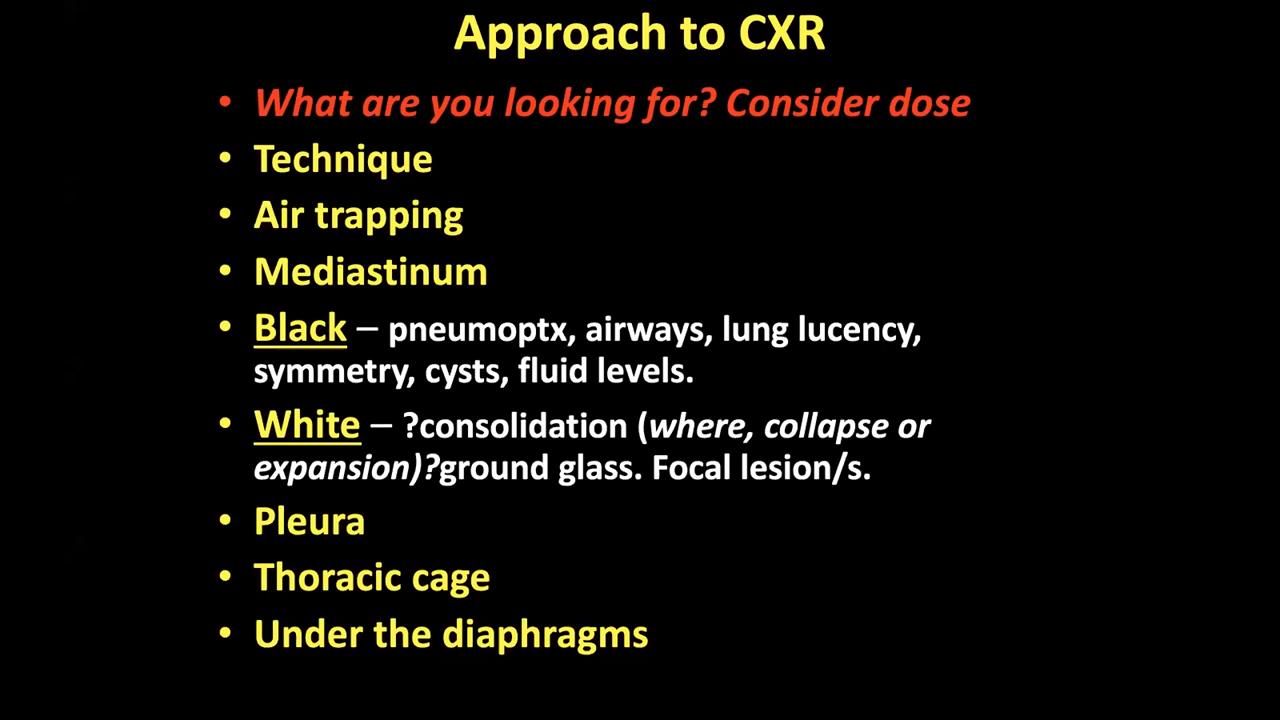 Approach to CXR
• What are you looking for? Consider dose
• Technique
• Air trapping
• Mediastinum
• Black – pneumoptx, airways, lung lucency,
symmetry, cysts, fluid levels.
• White – ?consolidation (where, collapse or
expansion)?ground glass. Focal lesion/s.
• Pleura
• Thoracic cage
• Under the diaphragms